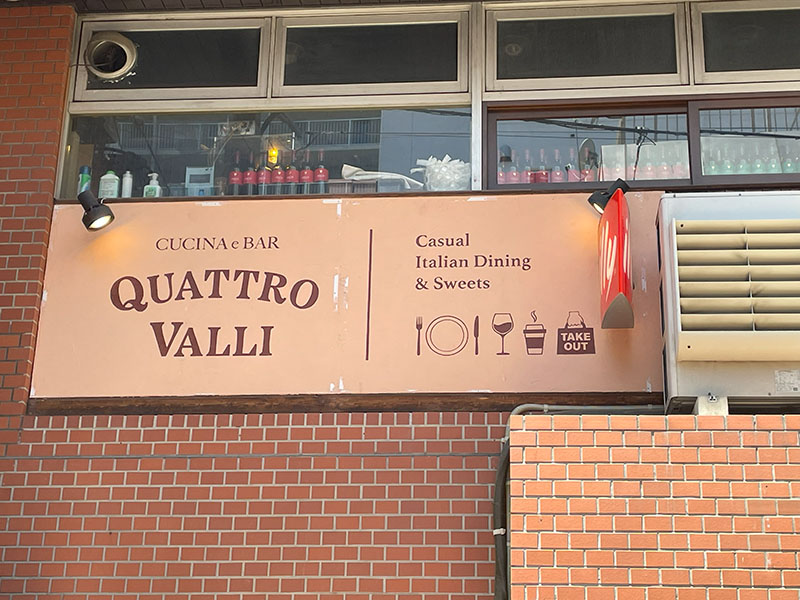 CUCINA e BAR
QUATTRO
VALLI
Casual
Italian Dining
& Sweets
TAKE
OUT